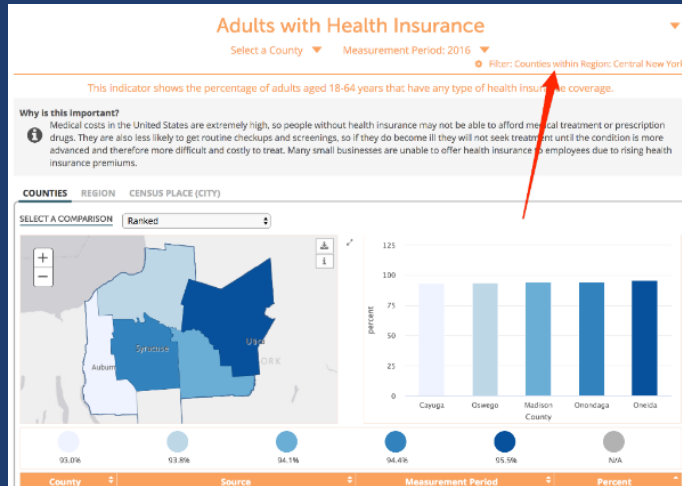 Adults with Health Insurance
Select a County Measurement Period: 2016
Filter: Counties within Region: Central New York
This indicator shows the percentage of adults aged 18-64 years that have any type of health insurance coverage.
Why is this important?
Medical costs in the United States are extremely high, so people without health insurance may not be able to afford medical treatment or prescription
drugs. They are also less likely to get routine checkups and screenings, so if they do become ill they will not seek treatment until the condition is more
advanced and therefore more difficult and costly to treat. Many small businesses are unable to offer health insurance to employees due to rising health
insurance premiums.
COUNTIES REGION CENSUS PLACE (CITY)
SELECT A COMPARISON Ranked
+
−
i
Syracuse
Auburn
ORK
125
100
75
50
25
0
percent
Cayuga Oswego Madison Onondaga Oneida
County
93.0% 93.8% 94.1% 94.4% 95.5% N/A
County Source Measurement Period Percent